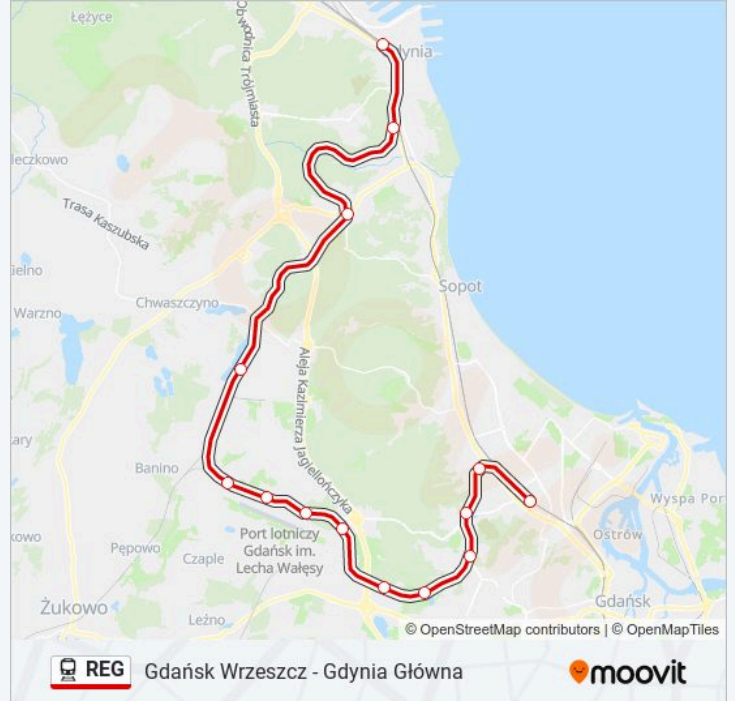 Łężyce
Obwodnica Trójmiasta
dynia
leczkowo
Trasa Kaszubska
ielno
Warzno
Chwaszczyno
Sopot
Aleja Kazimierza Jagiellończyka
ary
Banino
Wyspa Por
kowo
Pępowo
Czaple
Port lotniczy
Gdańsk im.
Lecha Wałęsy
Ostrów
Żukowo
Leźno
Gdańsk
© OpenStreetMap contributors | © OpenMapTiles
REG Gdańsk Wrzeszcz - Gdynia Główna
moovit